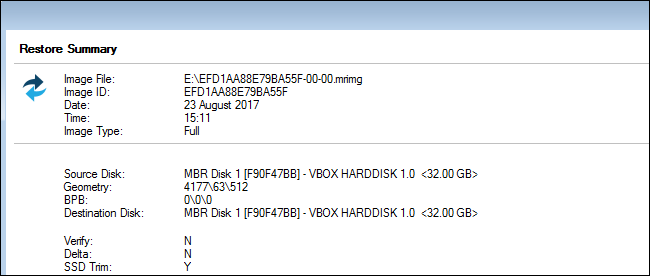 Restore Summary
Image File: E:\EFD1AA88E79BA55F-00-00.mrimg
Image ID: EFD1AA88E79BA55F
Date: 23 August 2017
Time: 15:11
Image Type: Full
Source Disk: MBR Disk 1 [F90F47BB] - VBOX HARDDISK 1.0 <32.00 GB>
Geometry: 4177\63\512
BPB: 0\0\0
Destination Disk: MBR Disk 1 [F90F47BB] - VBOX HARDDISK 1.0 <32.00 GB>
Verify: N
Delta: N
SSD Trim: Y